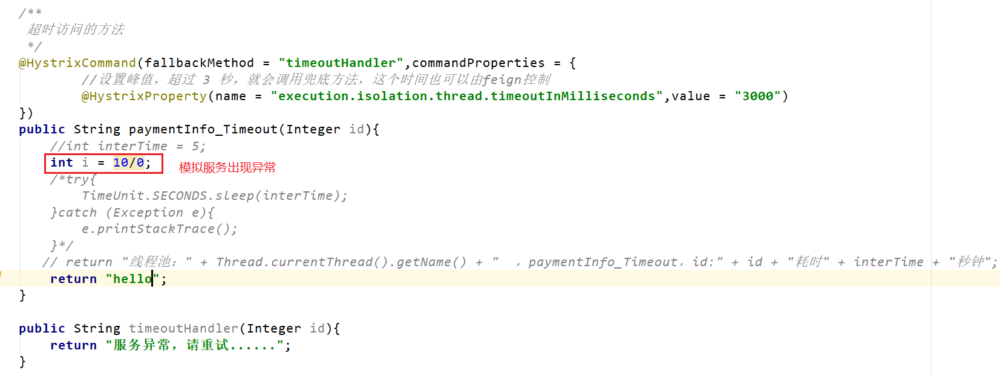 /**
超时访问的方法
*/
@HystrixCommand(fallbackMethod = "timeoutHandler",commandProperties = {
//设置峰值，超过 3 秒，就会调用兜底方法，这个时间也可以由feign控制
@HystrixProperty(name = "execution.isolation.thread.timeoutInMilliseconds",value = "3000")
})
public String paymentInfo_Timeout(Integer id){
//int interTime = 5;
int i = 10/0; 模拟服务出现异常
/*try{
TimeUnit.SECONDS.sleep(interTime);
}catch (Exception e){
e.printStackTrace();
}*/
// return "线程池：" + Thread.currentThread().getName() + " ，paymentInfo_Timeout，id:" + id + "耗时" + interTime + "秒钟";
return "hello";
}
public String timeoutHandler(Integer id){
return "服务异常，请重试......";
}